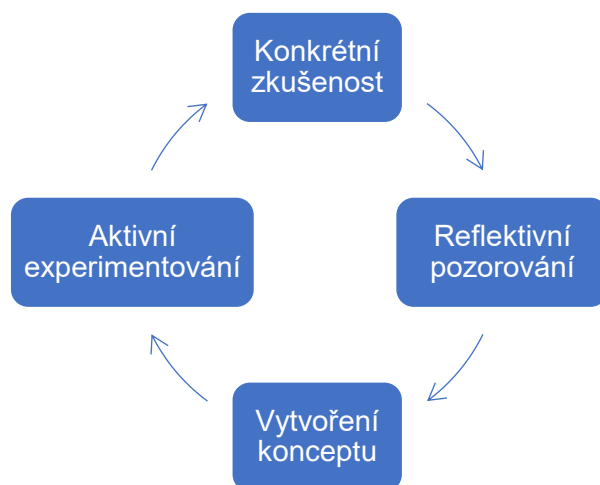 Konkrétní
zkušenost
Aktivní
experimentování
Reflektivní
pozorování
Vytvoření
konceptu